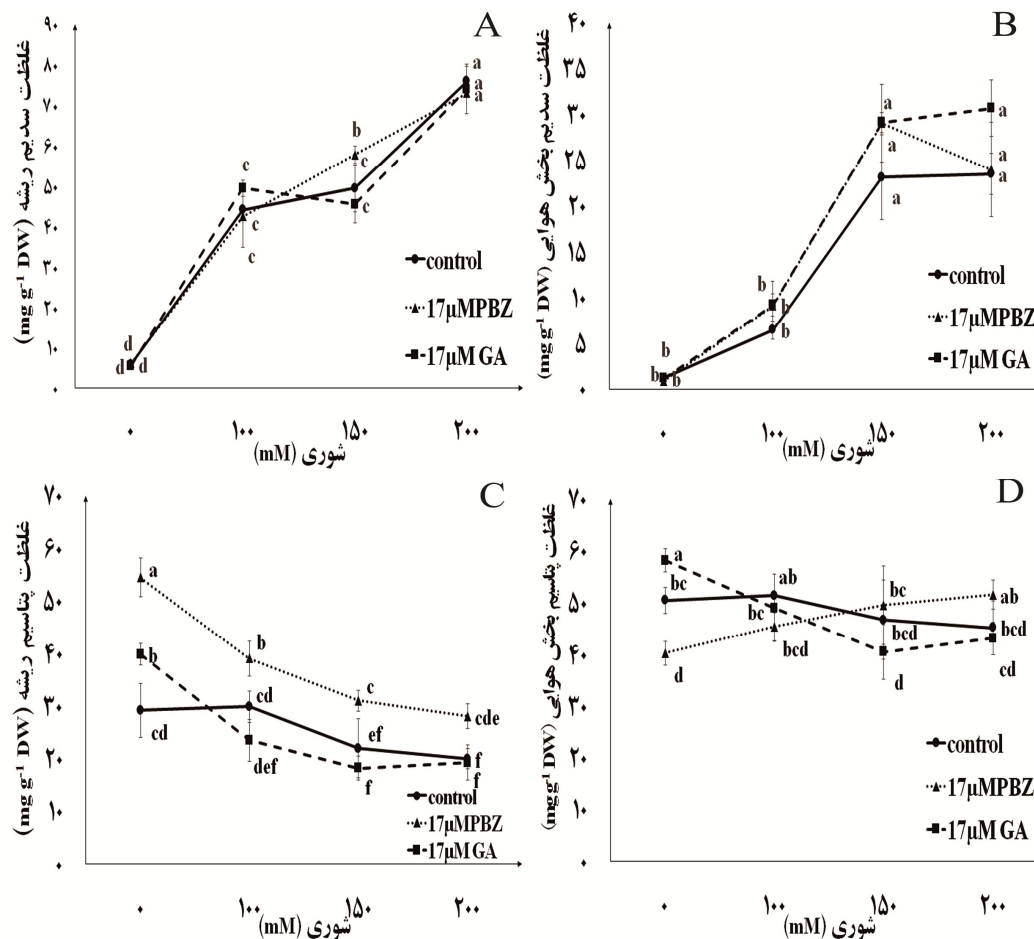 A
غلظت سدیم ریشه (mg g⁻¹ DW)
۹۰
۸۰
۷۰
۶۰
۵۰
۴۰
۳۰
۲۰
۱۰
۰
a
a
a
b
c
c
c
c
c
d
d
d
control
17µMPBZ
17µM GA
۰
۱۰۰
۱۵۰
۲۰۰
شوری (mM)
B
غلظت سدیم بخش هوایی (mg g⁻¹ DW)
۴۰
۳۵
۳۰
۲۵
۲۰
۱۵
۱۰
۵
۰
a
a
a
a
a
a
b
b
b
b
b
b
control
17µMPBZ
17µM GA
۰
۱۰۰
۱۵۰
۲۰۰
شوری (mM)
C
غلظت پتاسیم ریشه (mg g⁻¹ DW)
۷۰
۶۰
۵۰
۴۰
۳۰
۲۰
۱۰
۰
a
b
b
c
cde
cd
cd
ef
def
f
f
f
control
17µMPBZ
17µM GA
۰
۱۰۰
۱۵۰
۲۰۰
شوری (mM)
D
غلظت پتاسیم بخش هوایی (mg g⁻¹ DW)
۷۰
۶۰
۵۰
۴۰
۳۰
۲۰
۱۰
۰
a
bc
ab
bc
ab
bc
bcd
bcd
d
bcd
d
cd
control
17µMPBZ
17µM GA
۰
۱۰۰
۱۵۰
۲۰۰
شوری (mM)